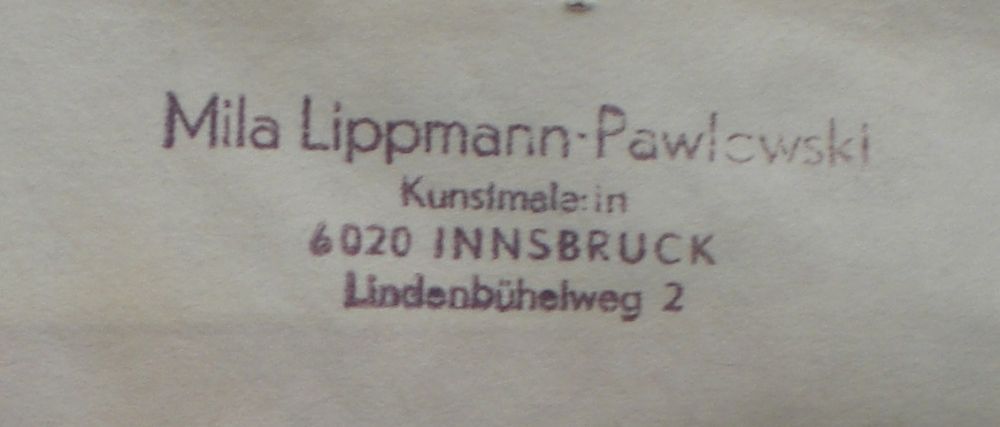 Mila Lippmann-Pawlowski
Kunstmalerin
6020 INNSBRUCK
Lindenbühelweg 2